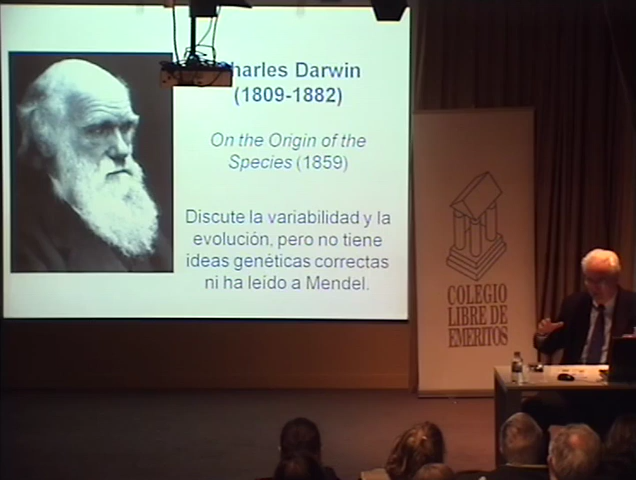 Charles Darwin
(1809-1882)
On the Origin of the
Species (1859)
Discute la variabilidad y la
evolución, pero no tiene
ideas genéticas correctas
ni ha leído a Mendel.
COLEGIO
LIBRE DE
EMERITOS